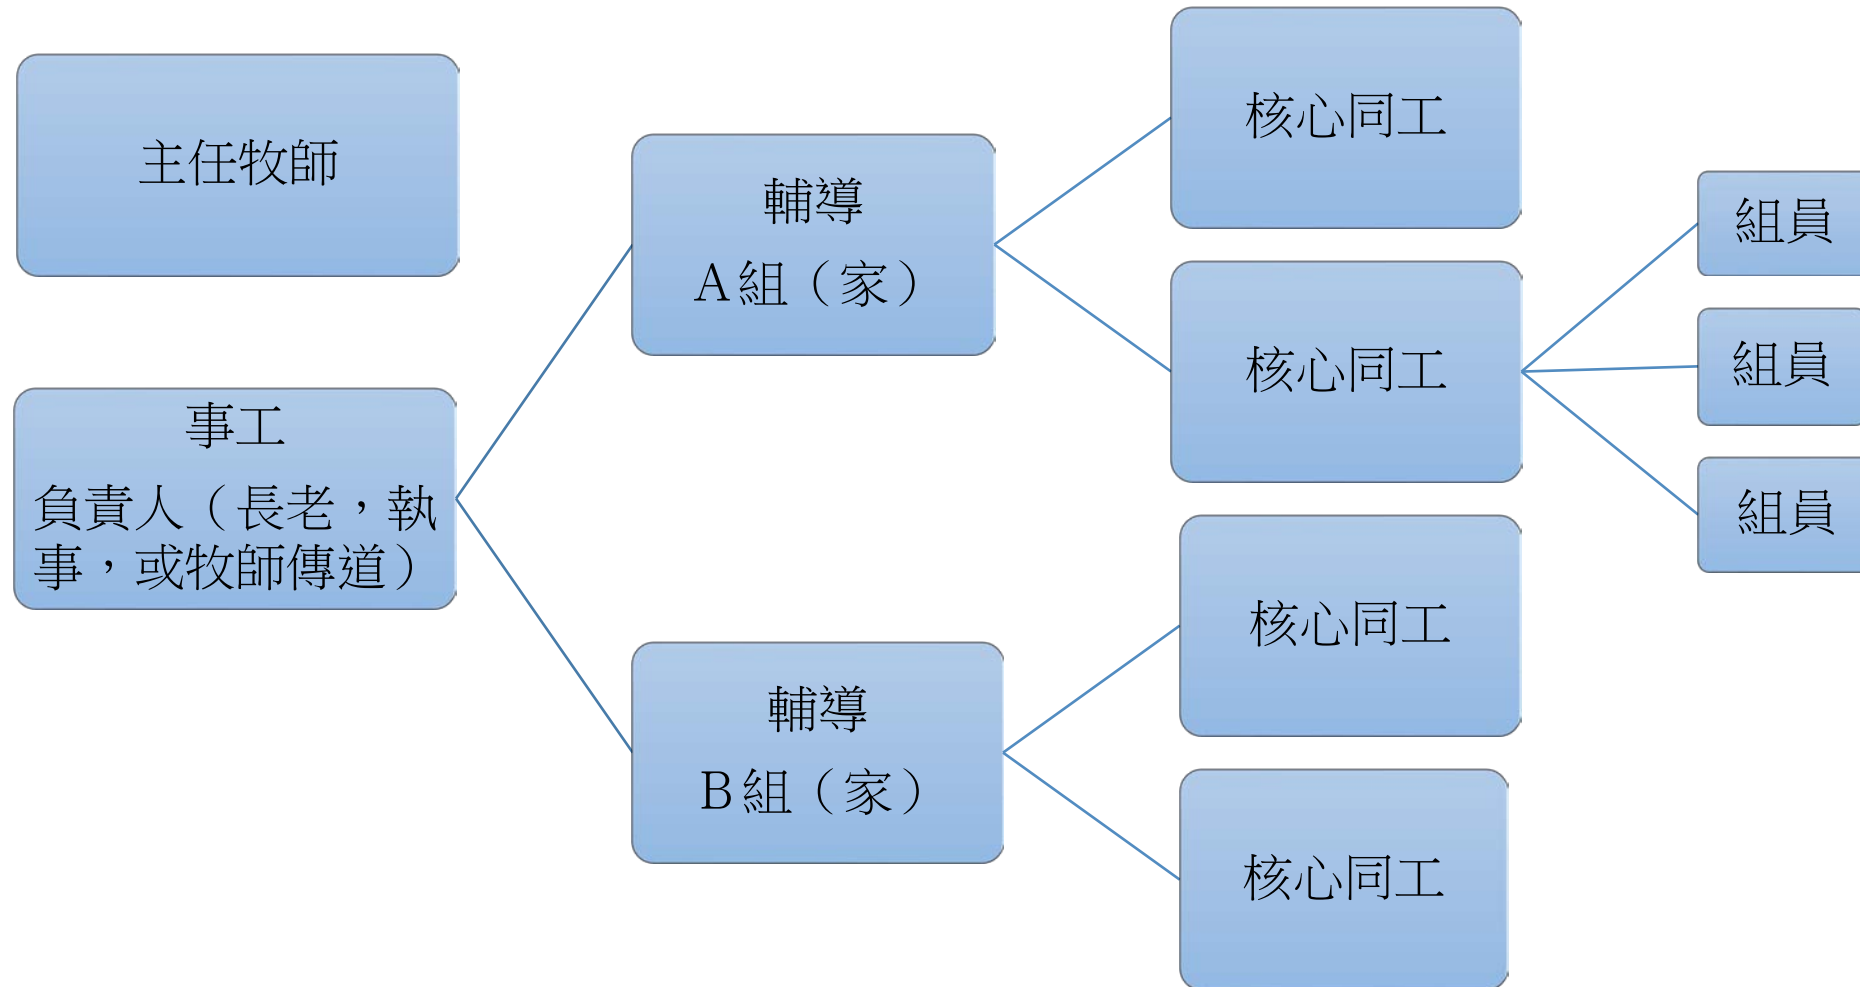 主任牧師
事工
負責人（長老，執
事，或牧師傳道）
輔導
A組（家）
輔導
B組（家）
核心同工
核心同工
核心同工
核心同工
組員
組員
組員